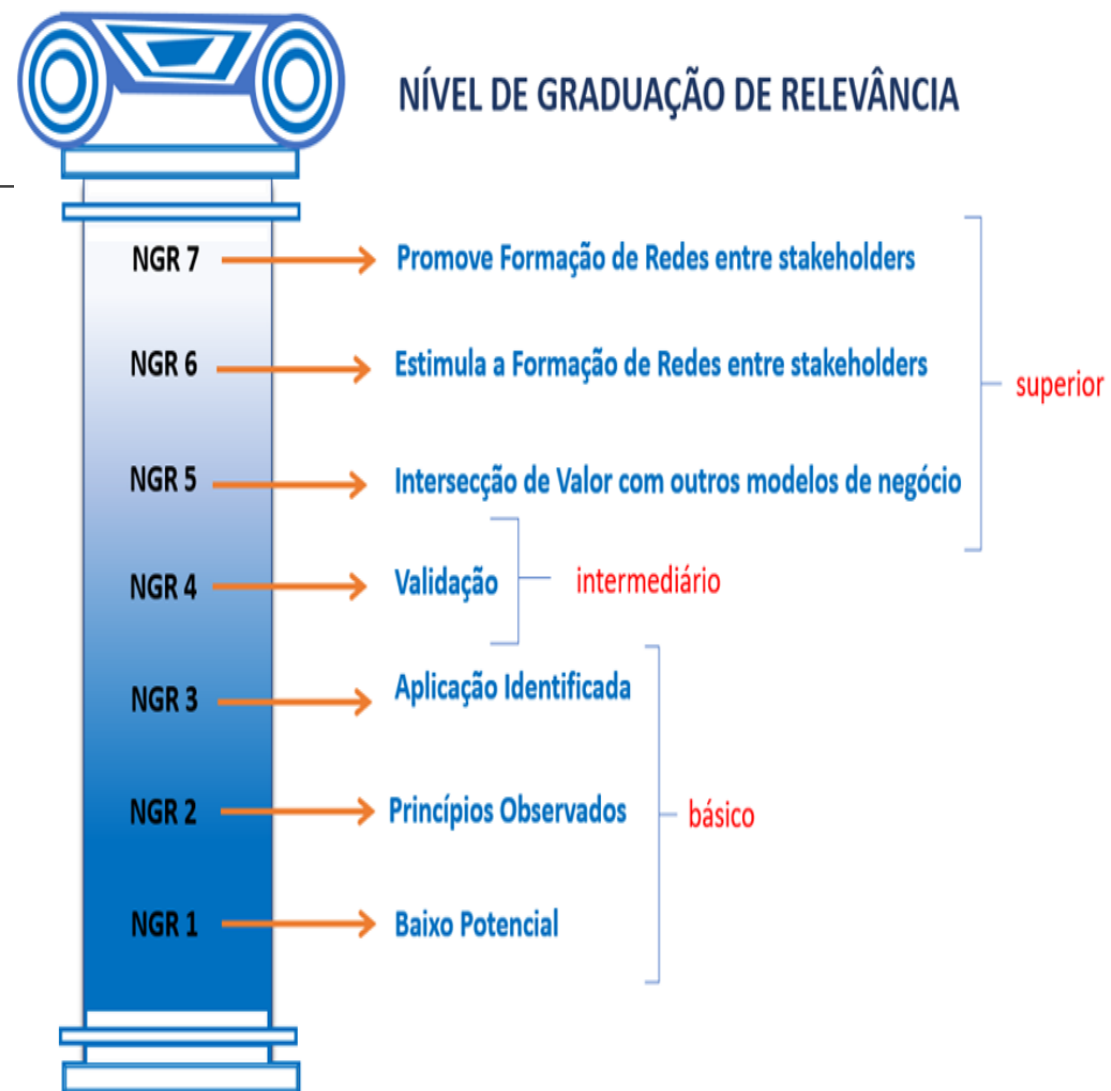 NÍVEL DE GRADUAÇÃO DE RELEVÂNCIA
NGR 7 Promove Formação de Redes entre stakeholders
NGR 6 Estimula a Formação de Redes entre stakeholders
superior
NGR 5 Intersecção de Valor com outros modelos de negócio
NGR 4 Validação intermediário
NGR 3 Aplicação Identificada
NGR 2 Princípios Observados básico
NGR 1 Baixo Potencial